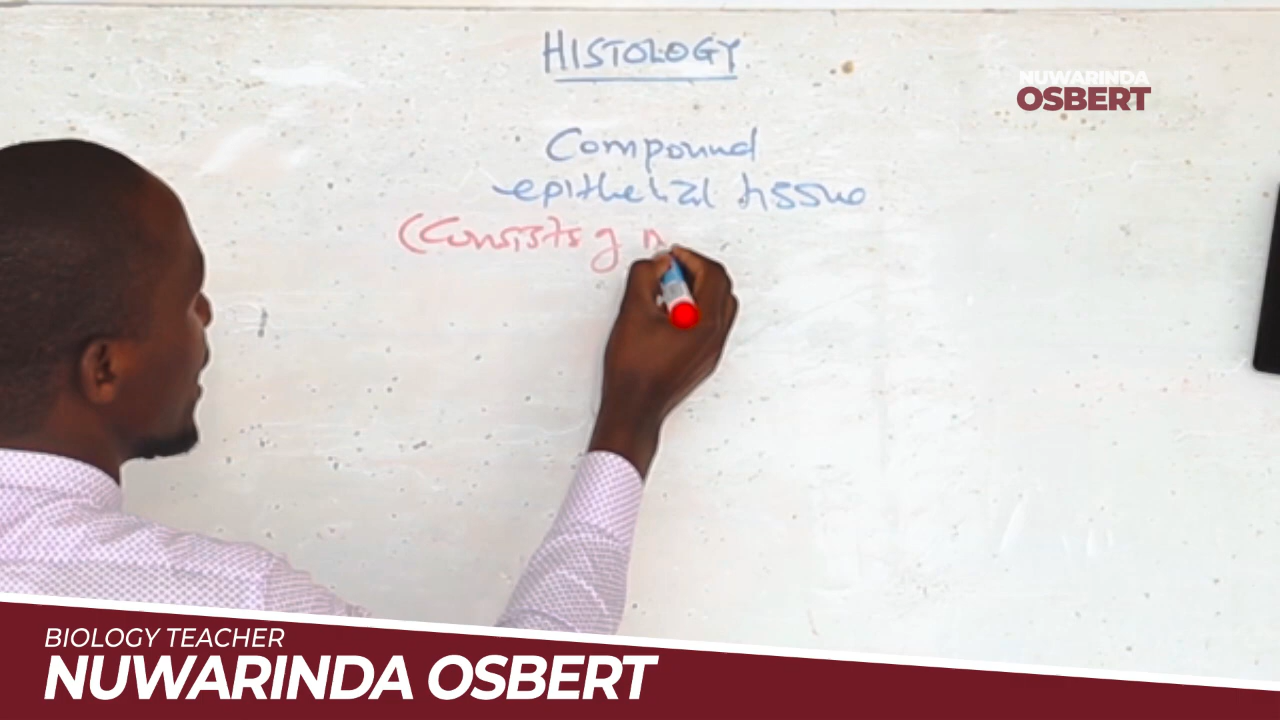 HISTOLOGY
NUWARINDA
OSBERT
Compound
epithelial tissue
(Consists of
BIOLOGY TEACHER
NUWARINDA OSBERT